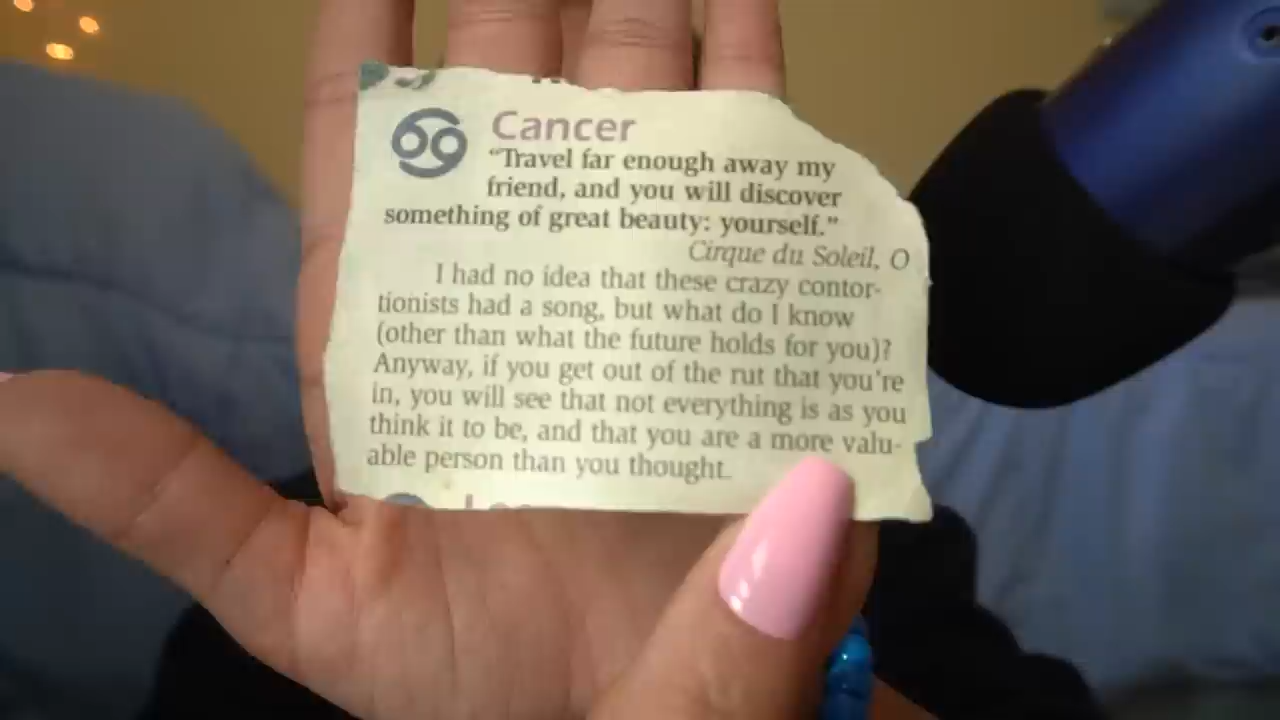 Cancer
“Travel far enough away my
friend, and you will discover
something of great beauty: yourself.”
Cirque du Soleil, O
I had no idea that these crazy contor-
tionists had a song, but what do I know
(other than what the future holds for you)?
Anyway, if you get out of the rut that you're
in, you will see that not everything is as you
think it to be, and that you are a more valu-
able person than you thought.